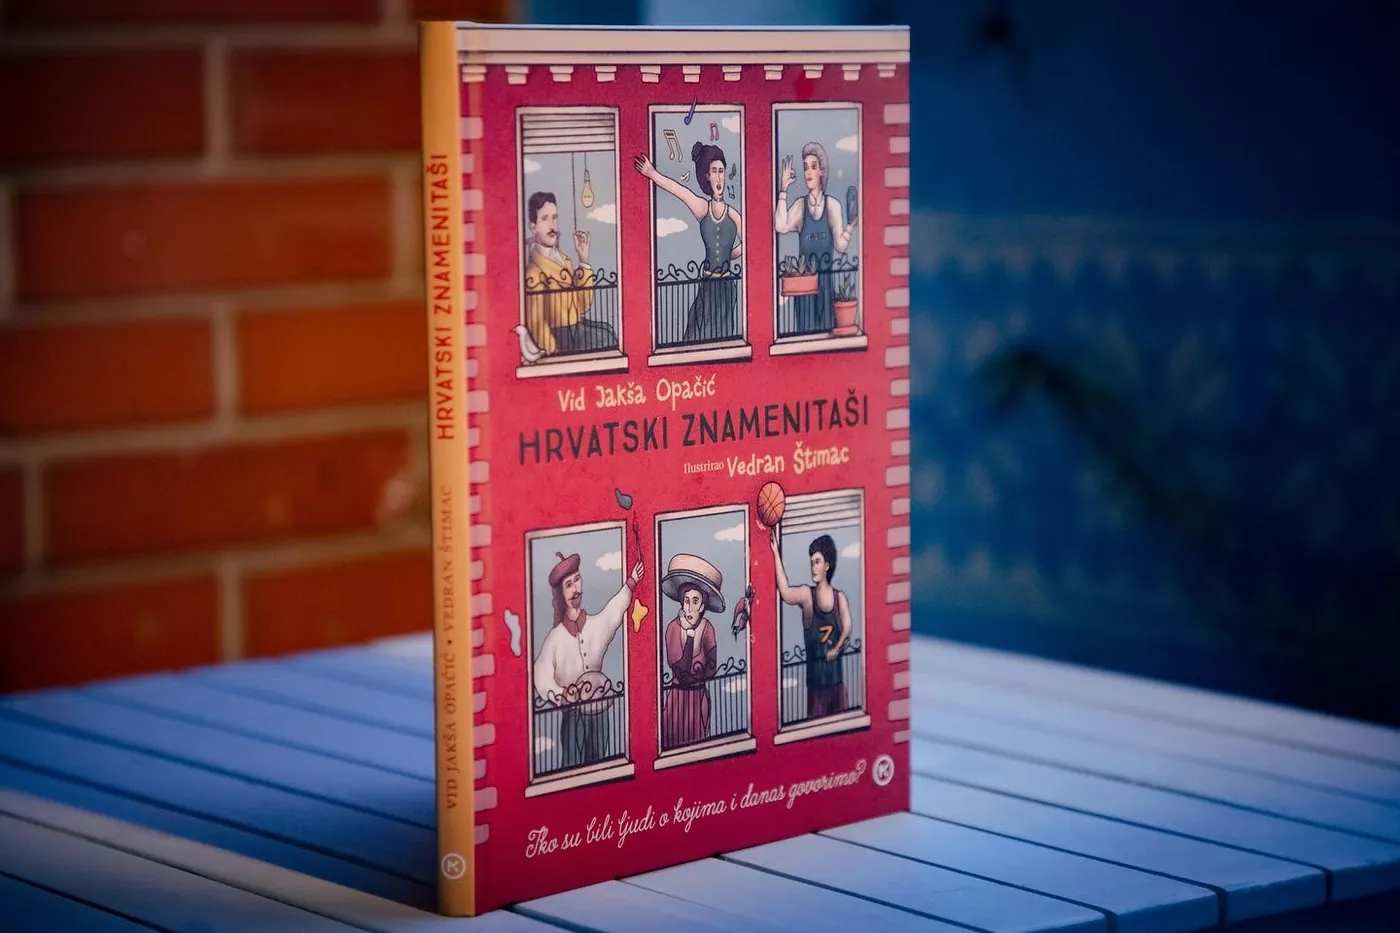 HRVATSKI ZNAMENITAŠI
VID JAKŠA OPAČIĆ • VEDRAN ŠTIMAC
Vid Jakša Opačić
HRVATSKI ZNAMENITAŠI
Ilustrirao Vedran Štimac
7
Tko su bili ljudi o kojima i danas govorimo?
K